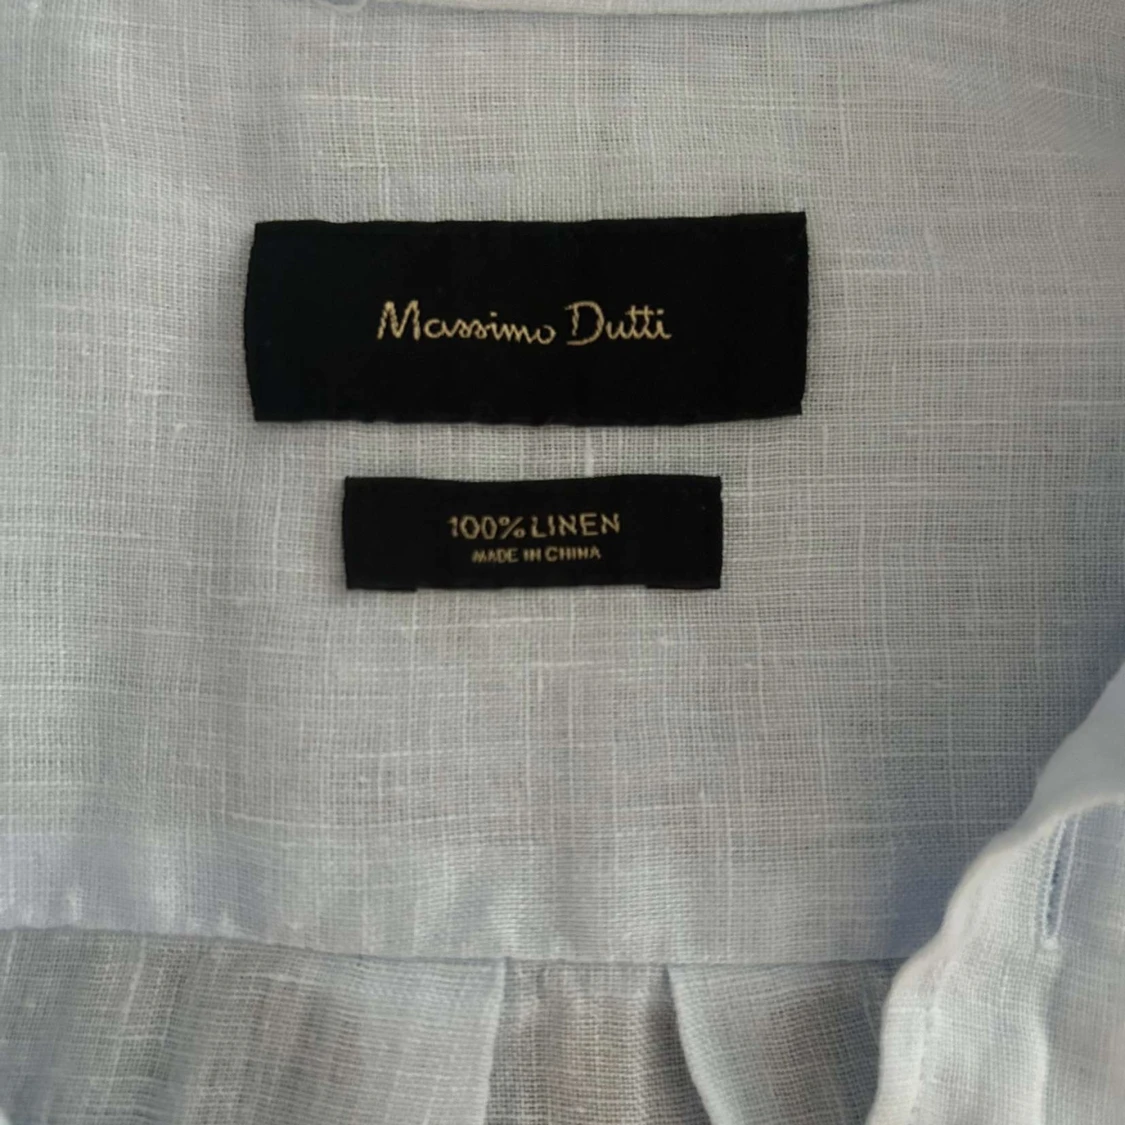 Massimo Dutti
100% LINEN
MADE IN CHINA